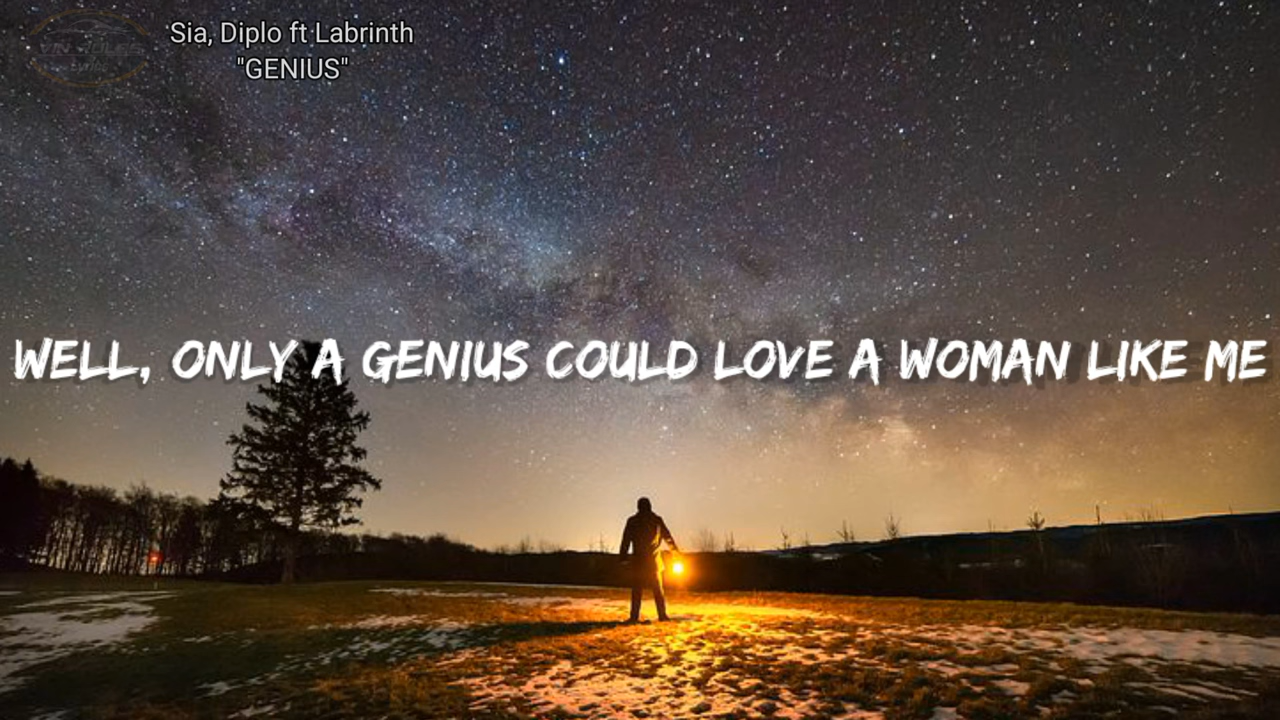 Sia, Diplo ft Labrinth
"GENIUS"
WELL, ONLY A GENIUS COULD LOVE A WOMAN LIKE ME